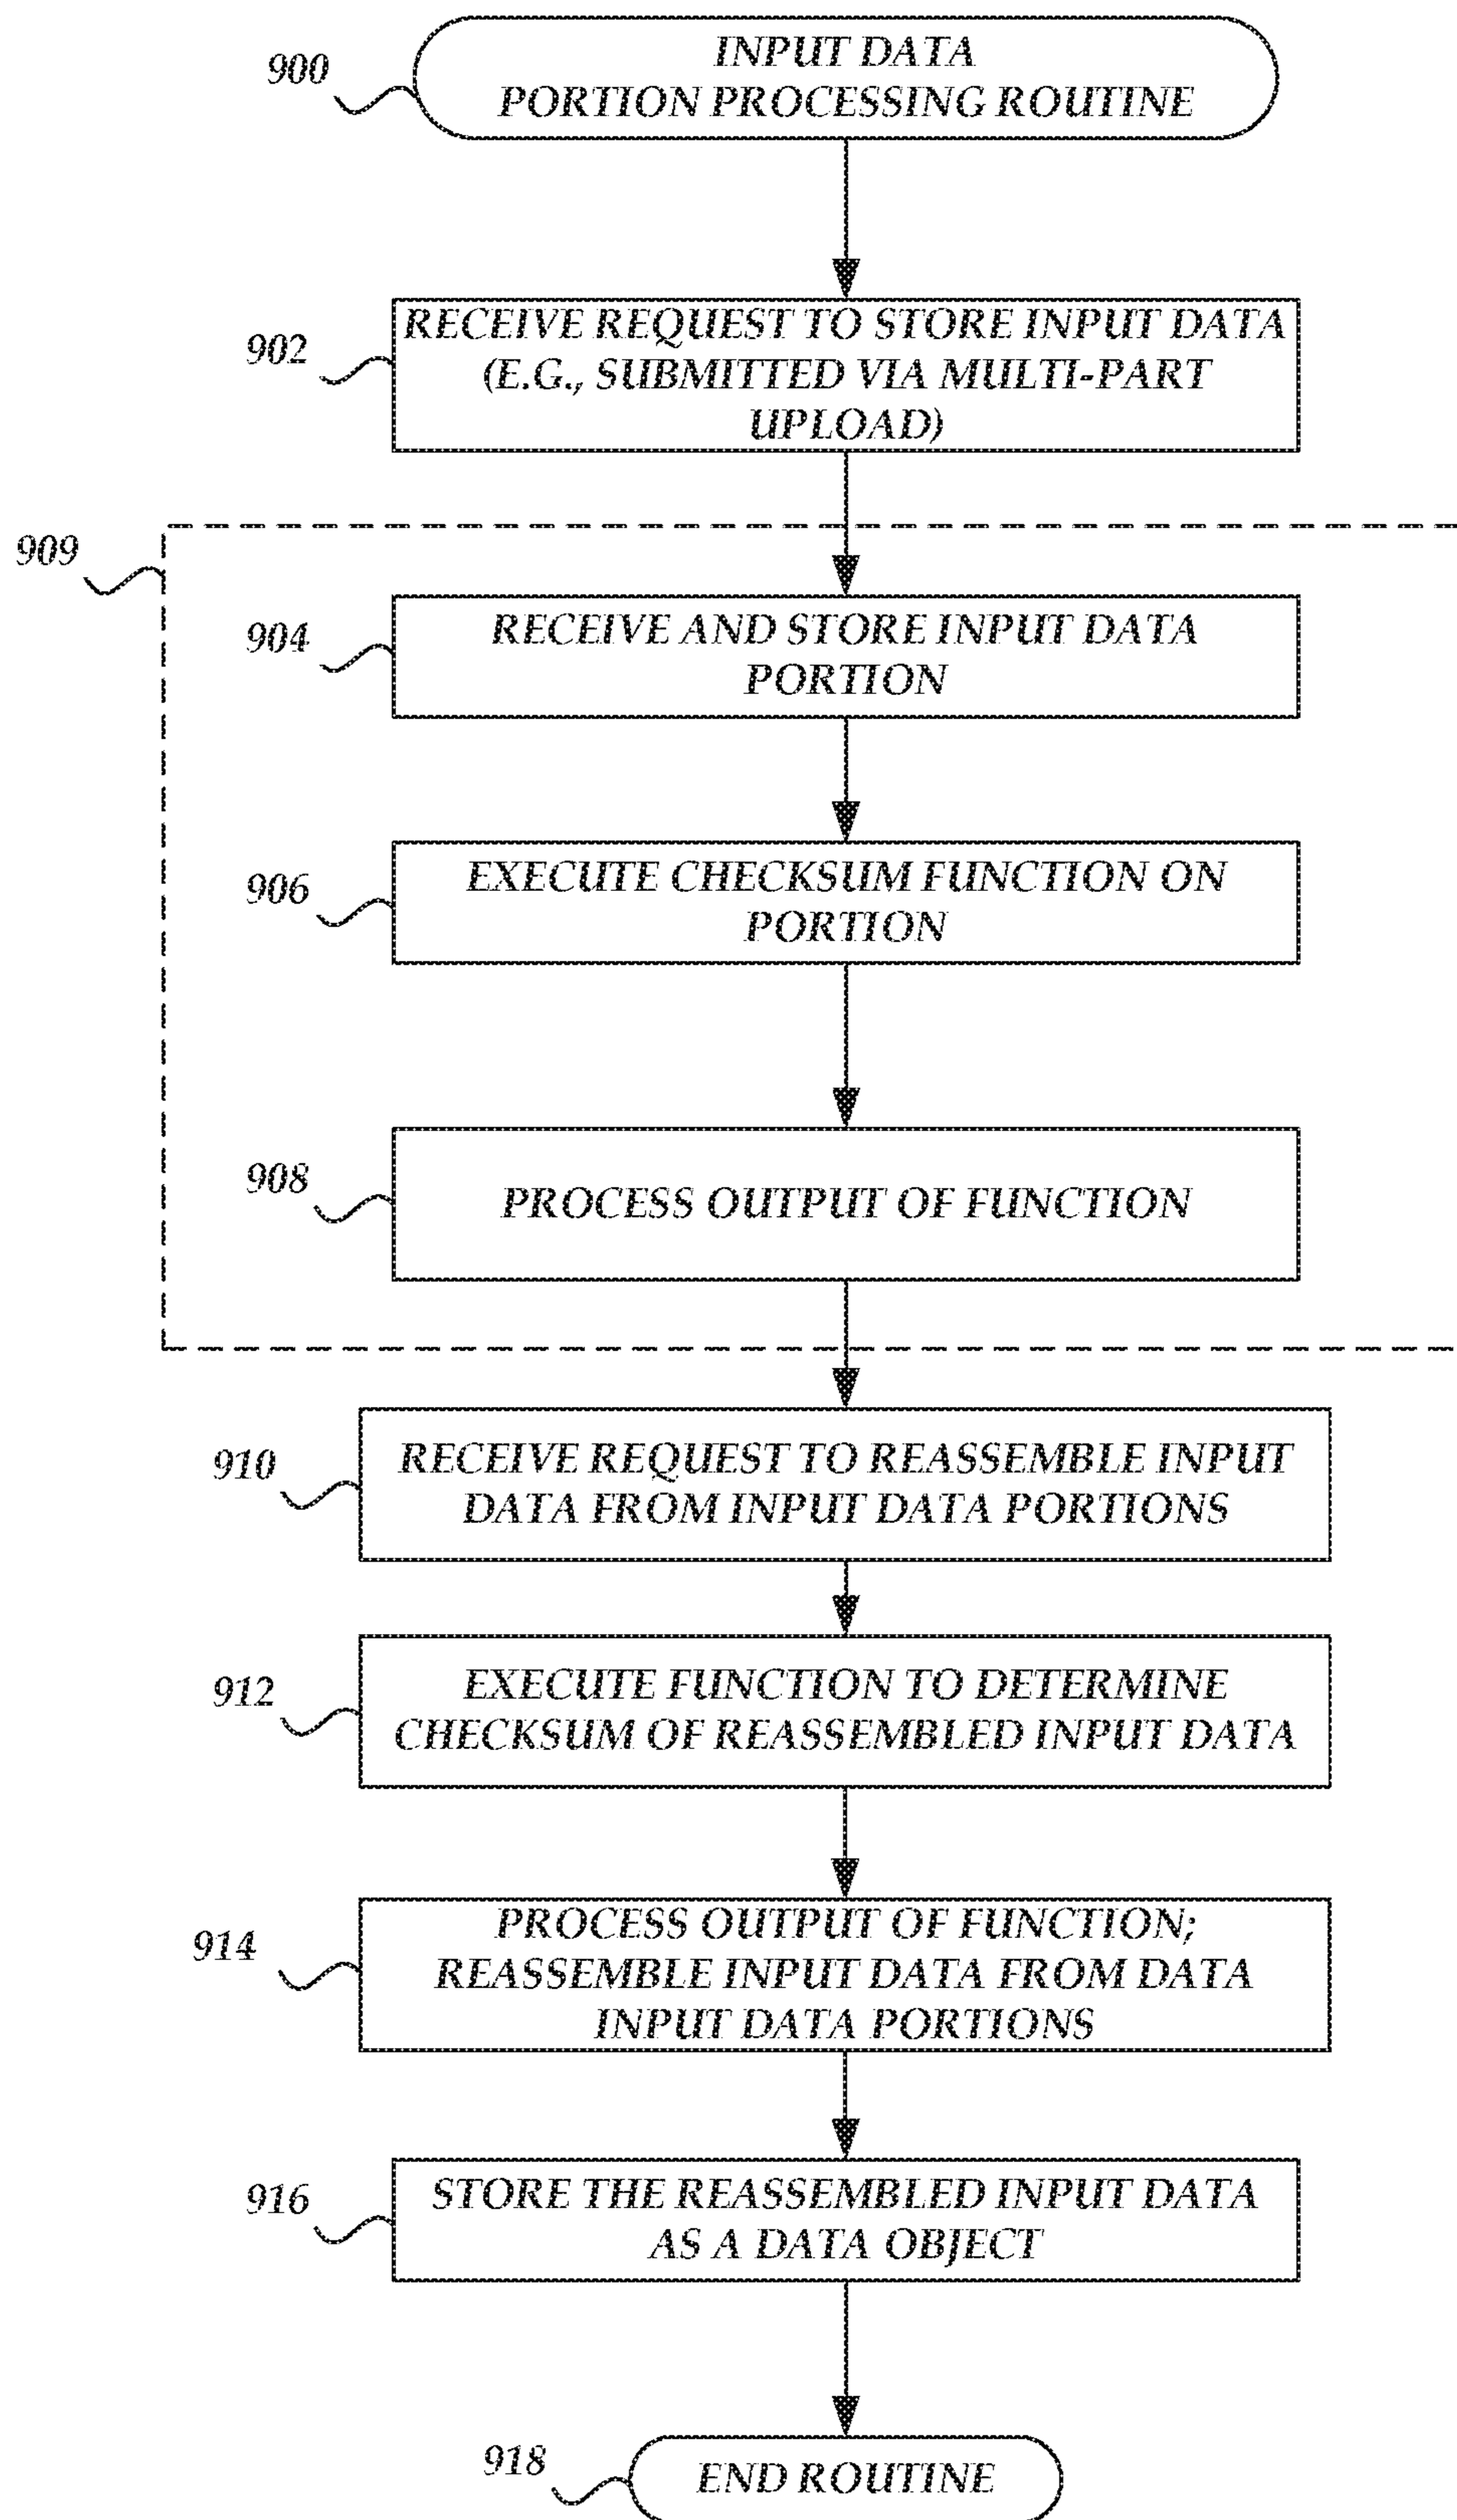 900
INPUT DATA
PORTION PROCESSING ROUTINE
902
RECEIVE REQUEST TO STORE INPUT DATA
(E.G., SUBMITTED VIA MULTI-PART
UPLOAD)
909
904
RECEIVE AND STORE INPUT DATA
PORTION
906
EXECUTE CHECKSUM FUNCTION ON
PORTION
908
PROCESS OUTPUT OF FUNCTION
910
RECEIVE REQUEST TO REASSEMBLE INPUT
DATA FROM INPUT DATA PORTIONS
912
EXECUTE FUNCTION TO DETERMINE
CHECKSUM OF REASSEMBLED INPUT DATA
914
PROCESS OUTPUT OF FUNCTION;
REASSEMBLE INPUT DATA FROM DATA
INPUT DATA PORTIONS
916
STORE THE REASSEMBLED INPUT DATA
AS A DATA OBJECT
918
END ROUTINE